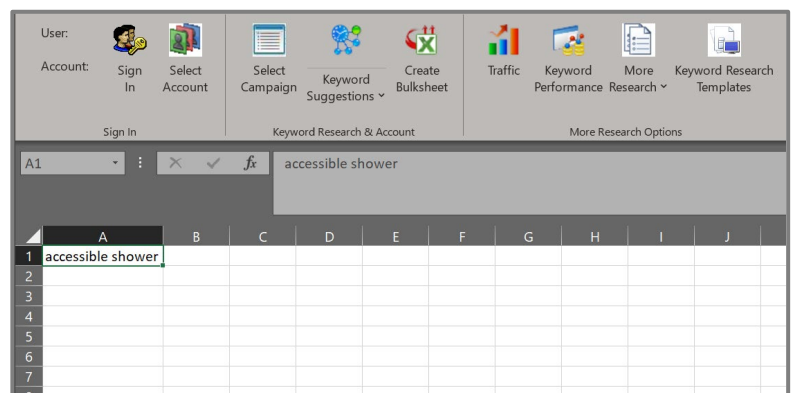 User:
Account:
Sign
In
Select
Account
Sign In
Select
Campaign
Keyword
Suggestions
Create
Bulksheet
Keyword Research & Account
Traffic
Keyword
Performance
More
Research
Keyword Research
Templates
More Research Options
A1
fx
accessible shower
A B C D E F G H I J
1 accessible shower
2
3
4
5
6
7